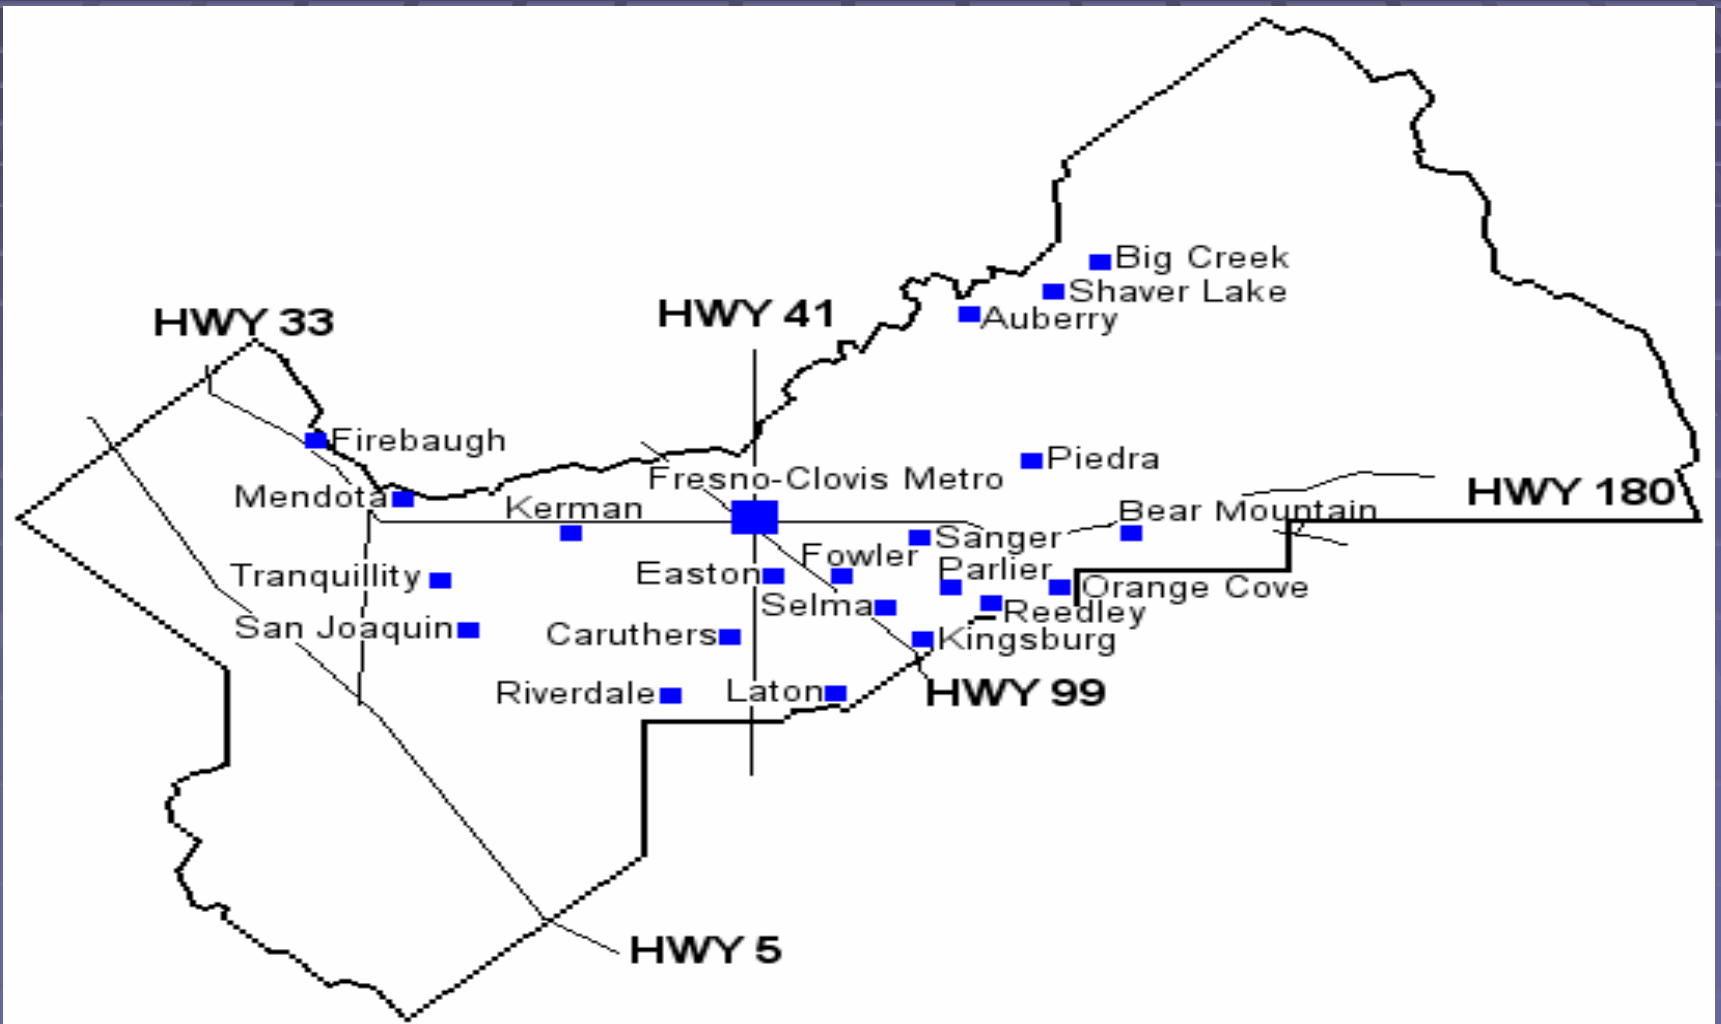 Big Creek
Shaver Lake
Auberry
HWY 33
HWY 41
Firebaugh
Piedra
Fresno-Clovis Metro
Mendota
HWY 180
Kerman
Bear Mountain
Sanger
Fowler
Tranquillity
Easton
Parlier
Orange Cove
Selma
Reedley
San Joaquin
Caruthers
Kingsburg
Riverdale
Laton
HWY 99
HWY 5